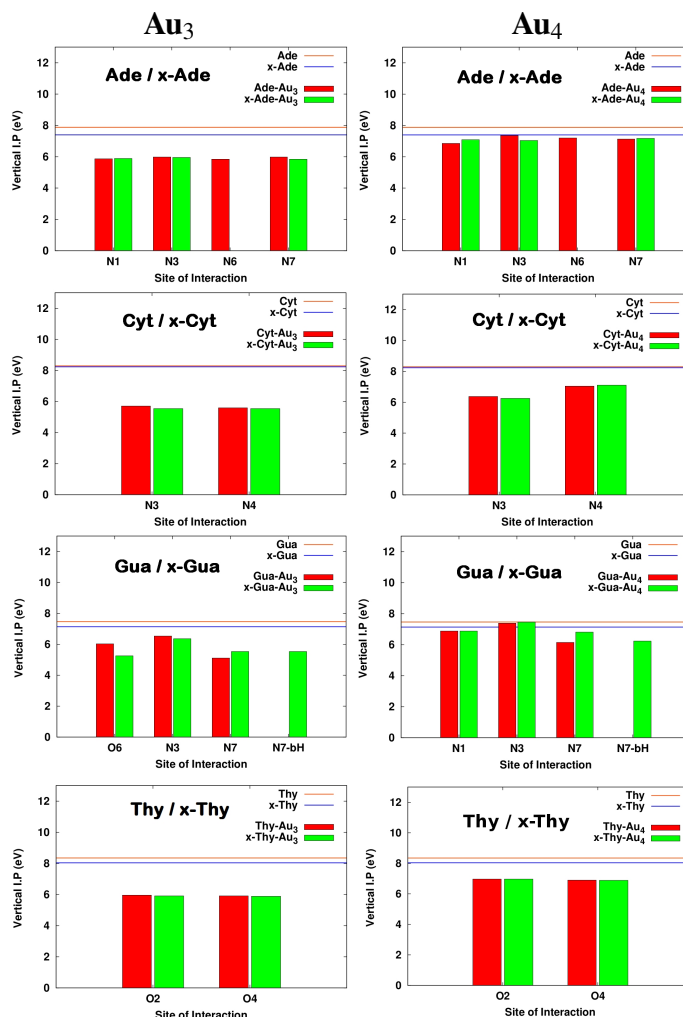 Au3
Au4
Ade / x-Ade
Ade
x-Ade
Ade-Au3
x-Ade-Au3
Vertical I.P (eV)
12
10
8
6
4
2
0
N1 N3 N6 N7
Site of Interaction
Ade / x-Ade
Ade
x-Ade
Ade-Au4
x-Ade-Au4
Vertical I.P (eV)
12
10
8
6
4
2
0
N1 N3 N6 N7
Site of Interaction
Cyt / x-Cyt
Cyt
x-Cyt
Cyt-Au3
x-Cyt-Au3
Vertical I.P (eV)
12
10
8
6
4
2
0
N3 N4
Site of Interaction
Cyt / x-Cyt
Cyt
x-Cyt
Cyt-Au4
x-Cyt-Au4
Vertical I.P (eV)
12
10
8
6
4
2
0
N3 N4
Site of Interaction
Gua / x-Gua
Gua
x-Gua
Gua-Au3
x-Gua-Au3
Vertical I.P (eV)
12
10
8
6
4
2
0
O6 N3 N7 N7-bH
Site of Interaction
Gua / x-Gua
Gua
x-Gua
Gua-Au4
x-Gua-Au4
Vertical I.P (eV)
12
10
8
6
4
2
0
N1 N3 N7 N7-bH
Site of Interaction
Thy / x-Thy
Thy
x-Thy
Thy-Au3
x-Thy-Au3
Vertical I.P (eV)
12
10
8
6
4
2
0
O2 O4
Site of Interaction
Thy / x-Thy
Thy
x-Thy
Thy-Au4
x-Thy-Au4
Vertical I.P (eV)
12
10
8
6
4
2
0
O2 O4
Site of Interaction